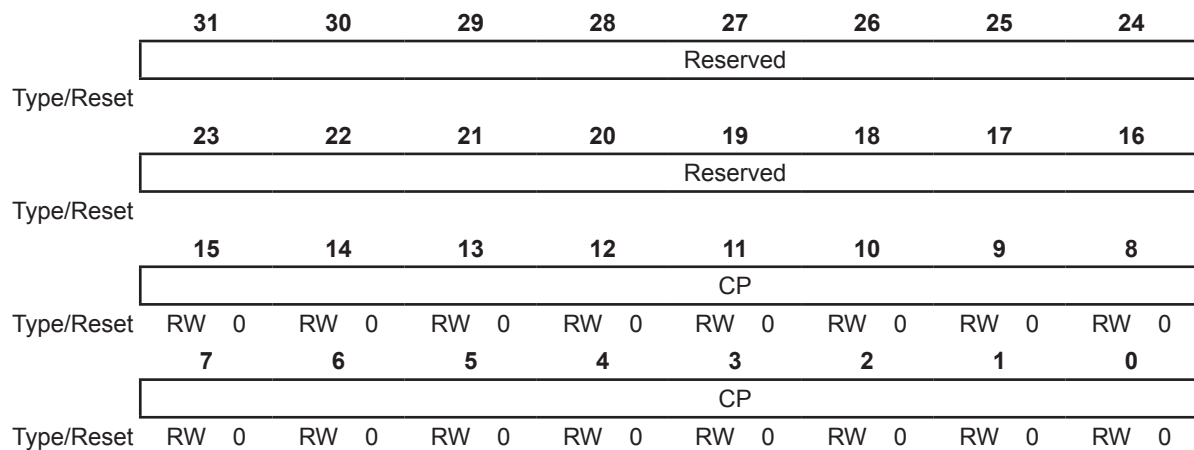 31 30 29 28 27 26 25 24
Reserved
Type/Reset
23 22 21 20 19 18 17 16
Reserved
Type/Reset
15 14 13 12 11 10 9 8
CP
Type/Reset RW 0 RW 0 RW 0 RW 0 RW 0 RW 0 RW 0 RW 0
7 6 5 4 3 2 1 0
CP
Type/Reset RW 0 RW 0 RW 0 RW 0 RW 0 RW 0 RW 0 RW 0